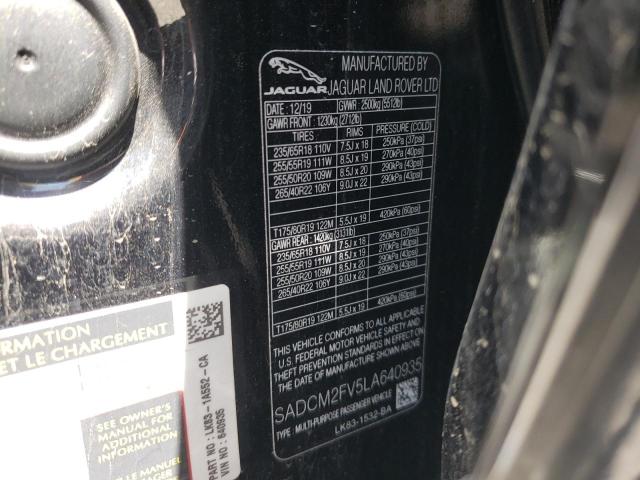 JAGUAR
MANUFACTURED BY
JAGUAR LAND ROVER LTD
DATE : 12/19 GVWR : 2500kg (5512lb)
GAWR FRONT : 1230kg (2712lb)
TIRES RIMS PRESSURE (COLD)
235/65R18 110V 7.5J x 18 250kPa (37psi)
255/55R19 111W 8.5J x 19 270kPa (40psi)
255/50R20 109W 8.5J x 20 290kPa (43psi)
265/40R22 106Y 9.0J x 22 290kPa (43psi)
T175/80R19 122M 5.5J x 19 420kPa (60psi)
GAWR REAR : 1420kg (3131lb)
235/65R18 110V 7.5J x 18 250kPa (37psi)
255/55R19 111W 8.5J x 19 270kPa (40psi)
255/50R20 109W 8.5J x 20 290kPa (43psi)
265/40R22 106Y 9.0J x 22 290kPa (43psi)
T175/80R19 122M 5.5J x 19 420kPa (60psi)
THIS VEHICLE CONFORMS TO ALL APPLICABLE
U.S. FEDERAL MOTOR VEHICLE SAFETY
STANDARDS IN EFFECT ON THE DATE OF
MANUFACTURE SHOWN ABOVE.
SADCM2FV5LA640935
TYPE : MULTI-PURPOSE PASSENGER VEHICLE
LK83-1532-BA
RMATION
ET LE CHARGEMENT
SEE OWNER'S
MANUAL FOR
ADDITIONAL
INFORMATION
LE MANUEL
PART NO : LK83-1A552-CA
VIN NO : 640935